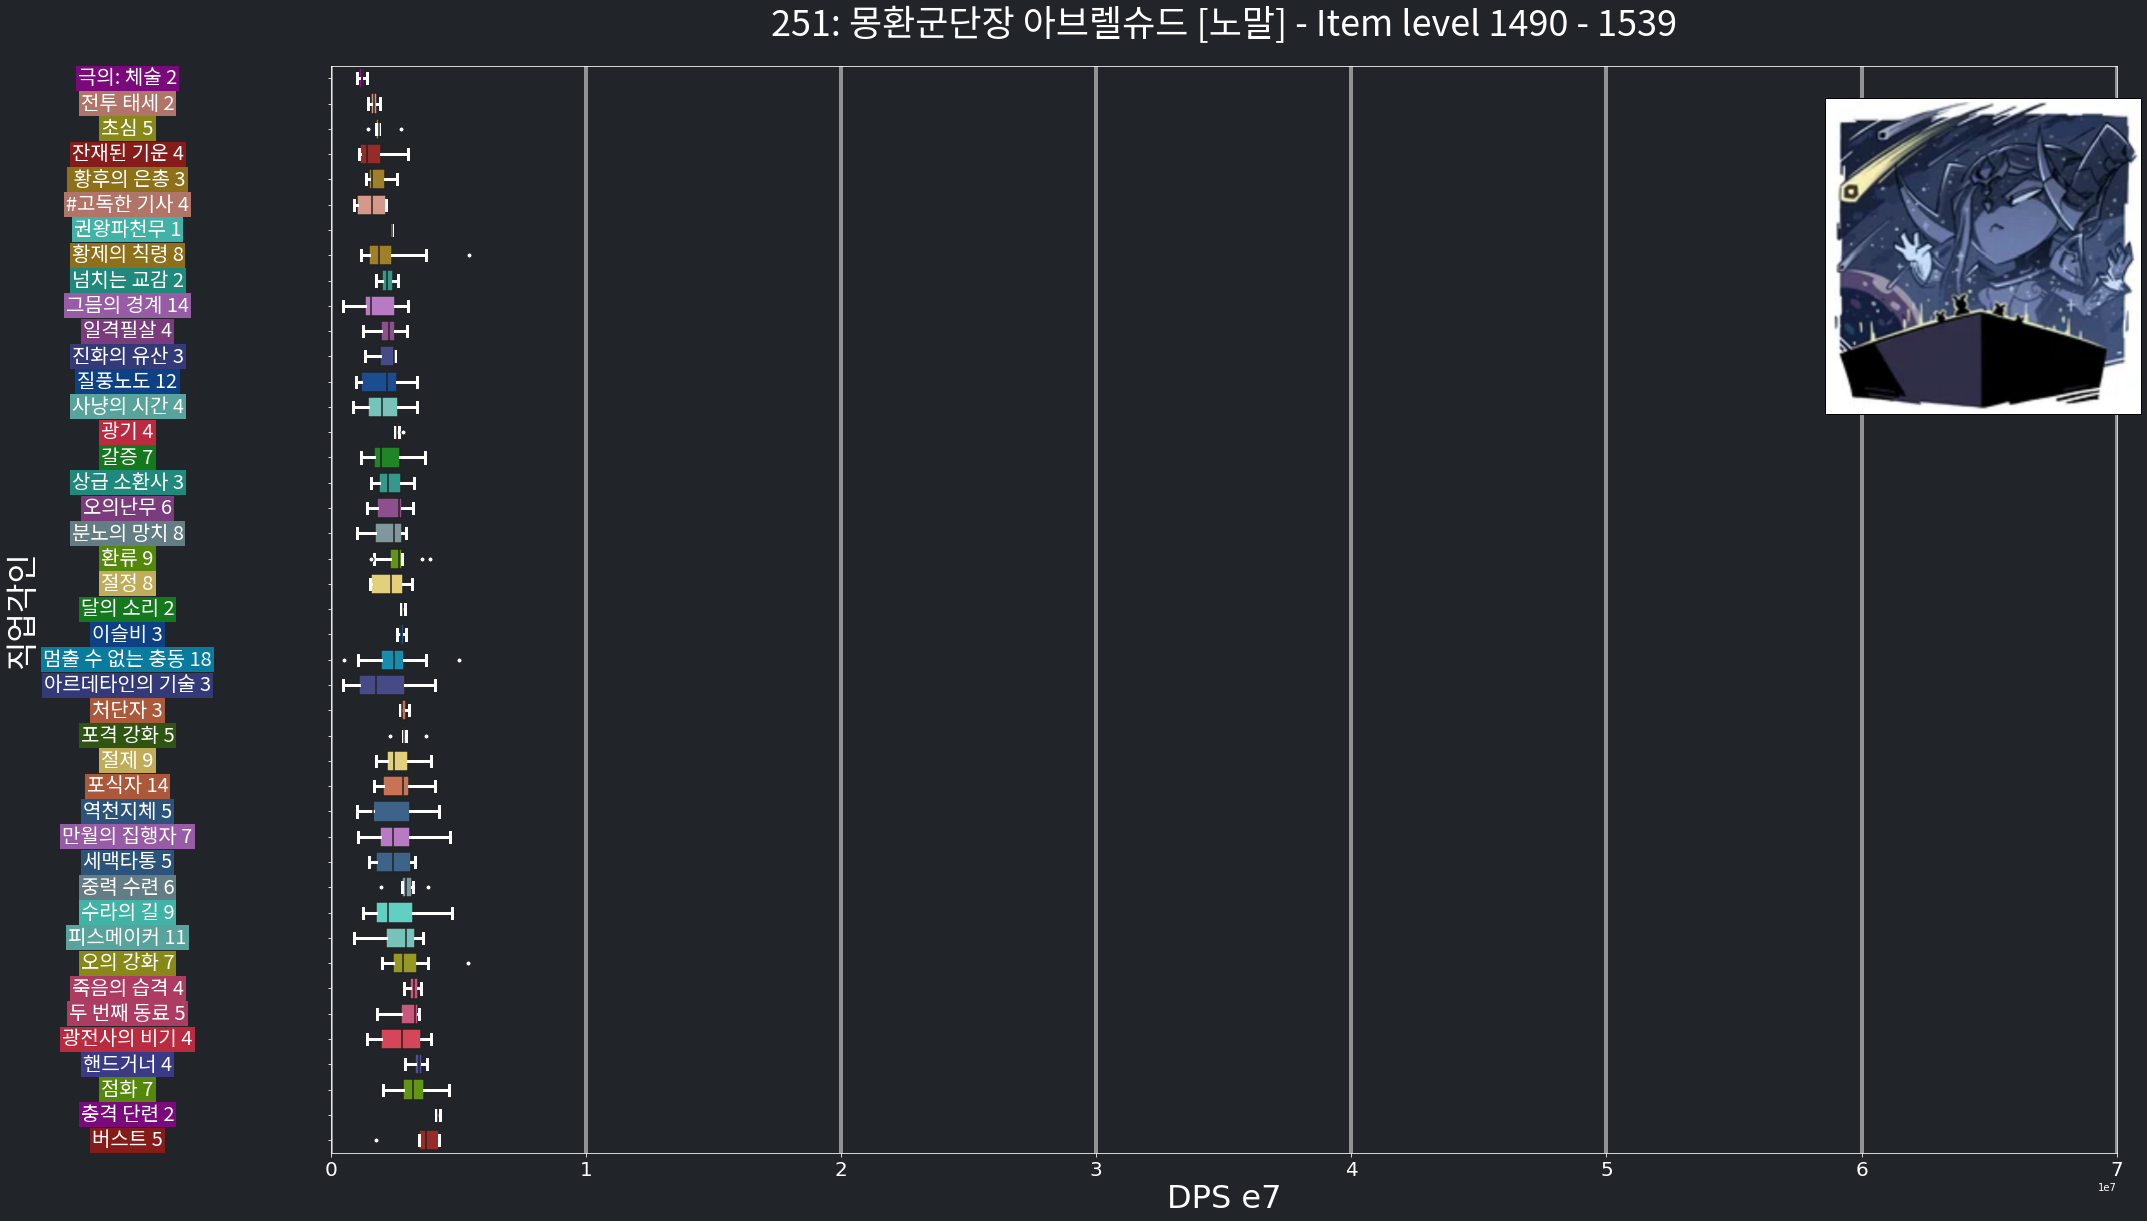 251: 몽환군단장 아브렐슈드 [노말] - Item level 1490 - 1539
극의: 체술 2
전투 태세 2
초심 5
잔재된 기운 4
황후의 은총 3
#고독한 기사 4
권왕파천무 1
황제의 칙령 8
넘치는 교감 2
그믐의 경계 14
일격필살 4
진화의 유산 3
질풍노도 12
사냥의 시간 4
광기 4
갈증 7
상급 소환사 3
오의난무 6
분노의 망치 8
환류 9
절정 8
달의 소리 2
이슬비 3
멈출 수 없는 충동 18
아르데타인의 기술 3
처단자 3
포격 강화 5
절제 9
포식자 14
역천지체 5
만월의 집행자 7
세맥타통 5
중력 수련 6
수라의 길 9
피스메이커 11
오의 강화 7
죽음의 습격 4
두 번째 동료 5
광전사의 비기 4
핸드거너 4
점화 7
충격 단련 2
버스트 5
직업각인
0 1 2 3 4 5 6 7
1e7
DPS e7